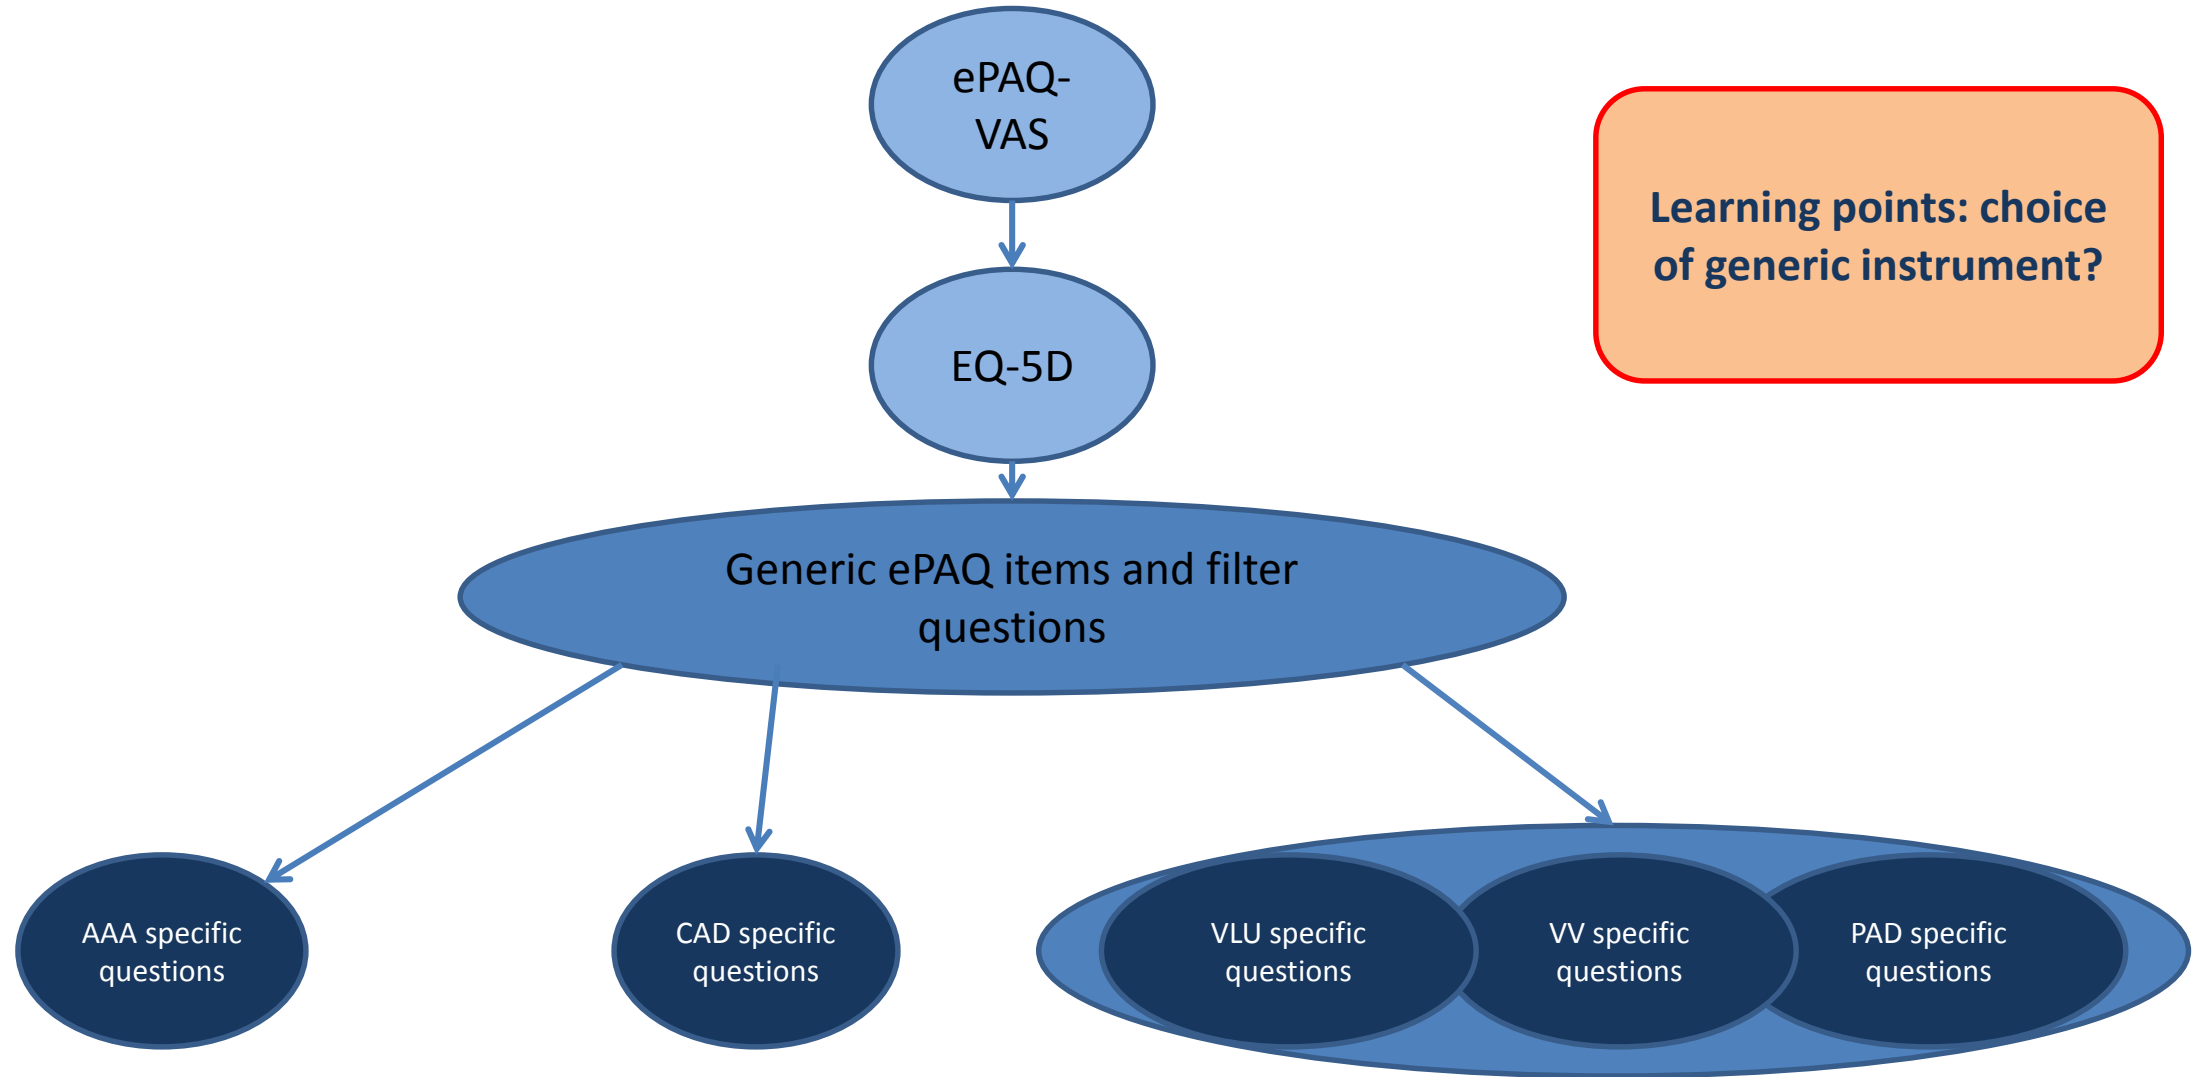 ePAQ-
VAS
Learning points: choice
of generic instrument?
EQ-5D
Generic ePAQ items and filter
questions
AAA specific
questions
CAD specific
questions
VLU specific
questions
VV specific
questions
PAD specific
questions